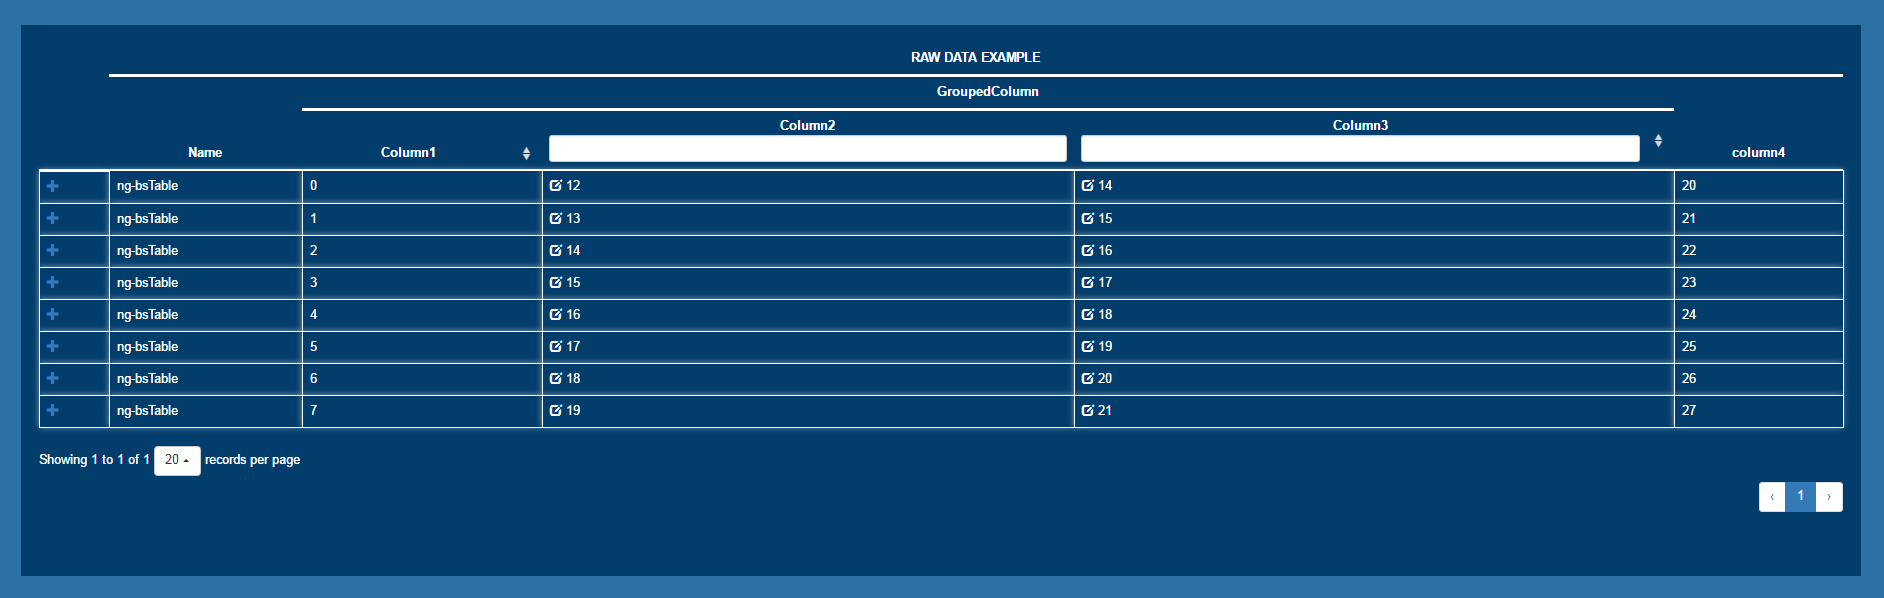 RAW DATA EXAMPLE
GroupedColumn
Column2 Column3
Name Column1 column4
ng-bsTable 0 12 14 20
ng-bsTable 1 13 15 21
ng-bsTable 2 14 16 22
ng-bsTable 3 15 17 23
ng-bsTable 4 16 18 24
ng-bsTable 5 17 19 25
ng-bsTable 6 18 20 26
ng-bsTable 7 19 21 27
Showing 1 to 1 of 1 20 records per page
‹ 1 ›